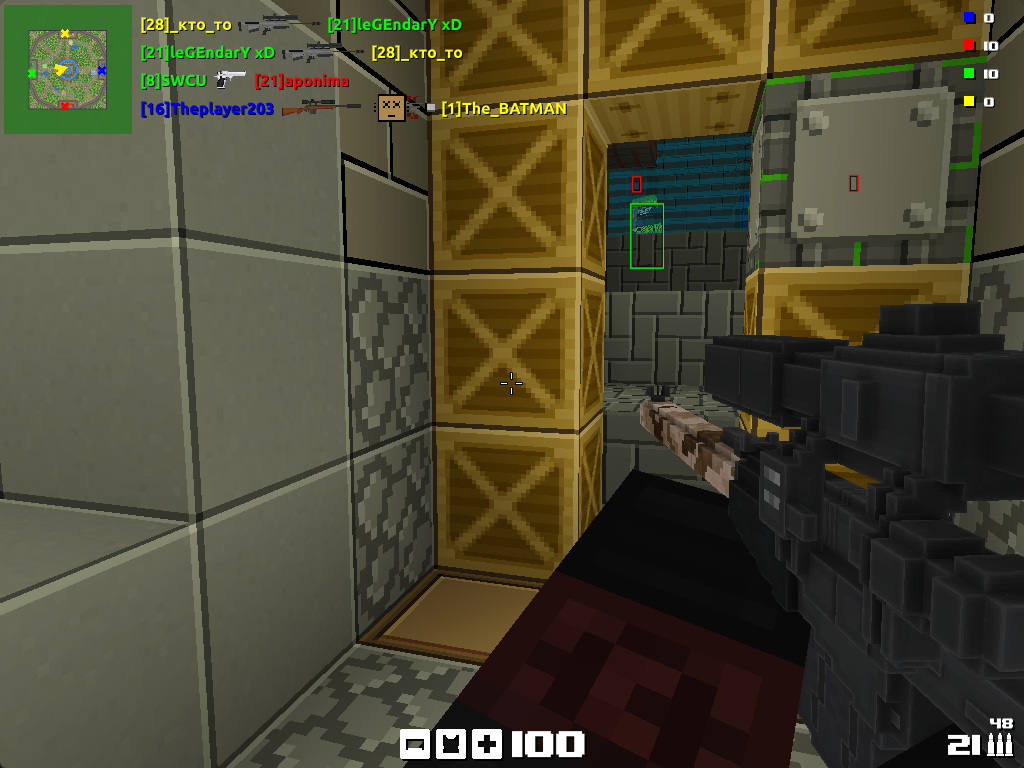 [28]_кто_то [21]leGEndarY xD
[21]leGEndarY xD [28]_кто_то
[8]SWCU [21]aponima
[16]Theplayer203 [1]The_BATMAN
0
10
10
0
100
48
21